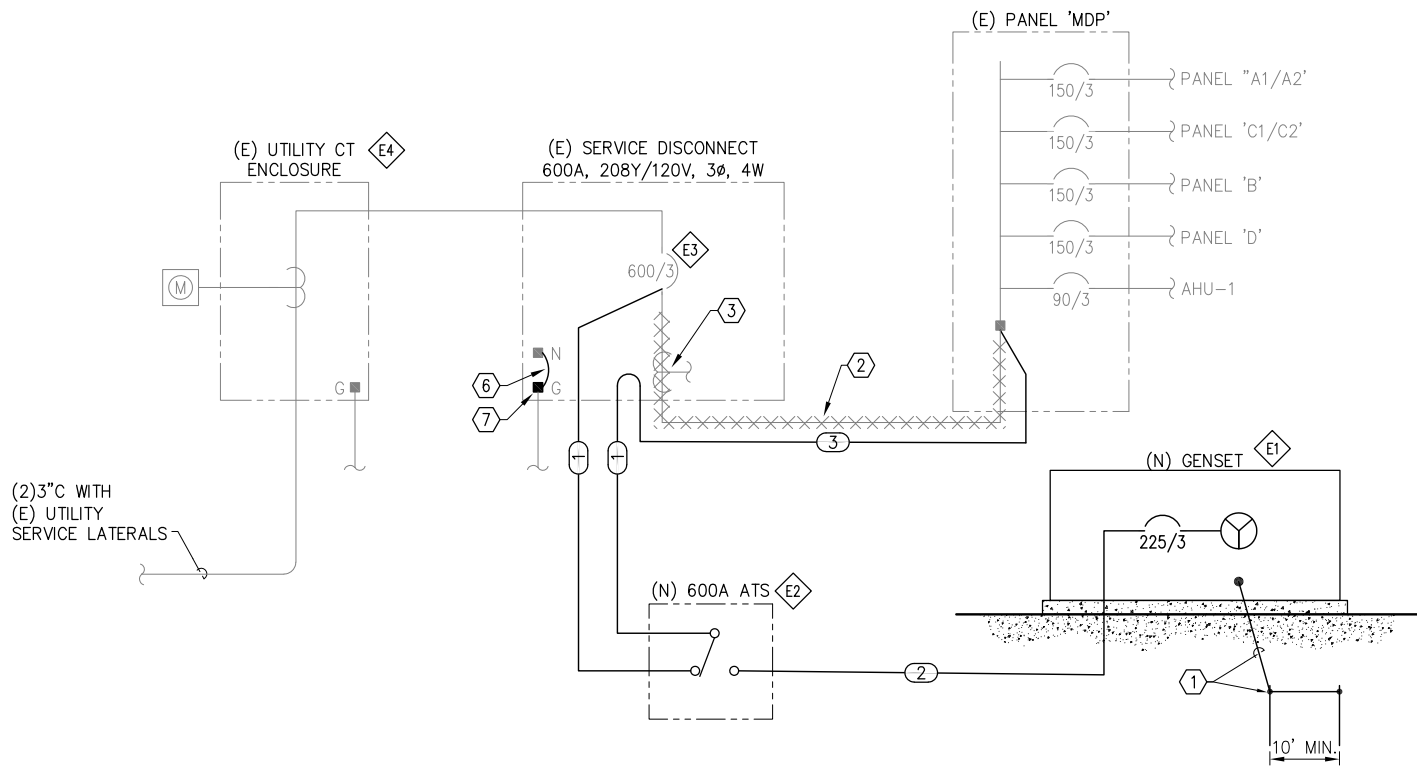 (E) PANEL 'MDP'
150/3
PANEL "A1/A2'
150/3
PANEL 'C1/C2'
150/3
PANEL 'B'
150/3
PANEL 'D'
90/3
AHU-1
(E) UTILITY CT
ENCLOSURE
E4
(E) SERVICE DISCONNECT
600A, 208Y/120V, 3ø, 4W
E3
600/3
M
3
N
6
G
7
G
2
3
1
1
(2)3"C WITH
(E) UTILITY
SERVICE LATERALS
(N) GENSET
E1
225/3
(N) 600A ATS
E2
2
1
10' MIN.